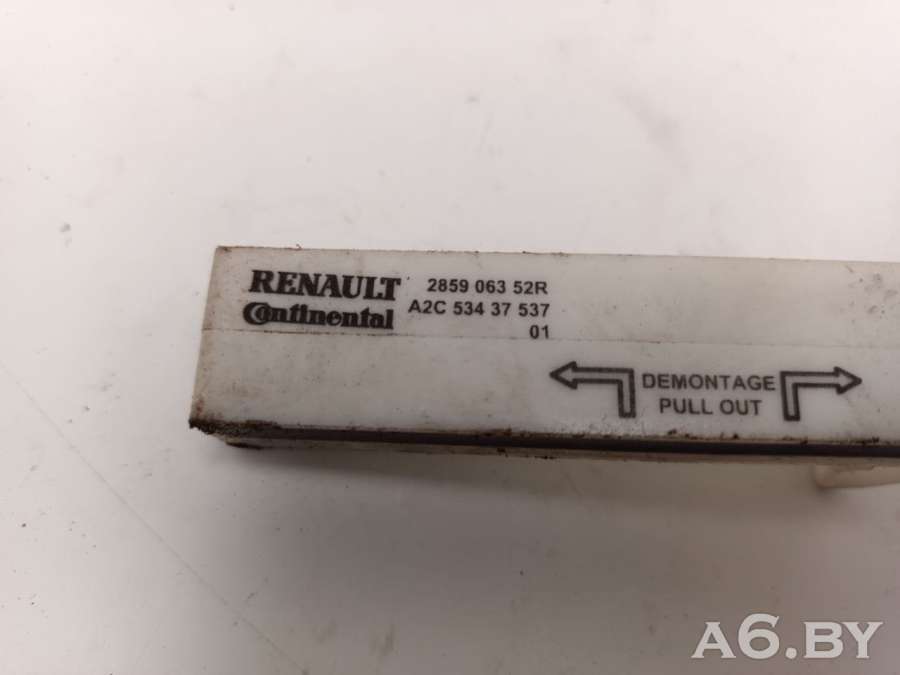 RENAULT 2859 063 52R
Continental A2C 534 37 537
01
DEMONTAGE
PULL OUT
A6.BY